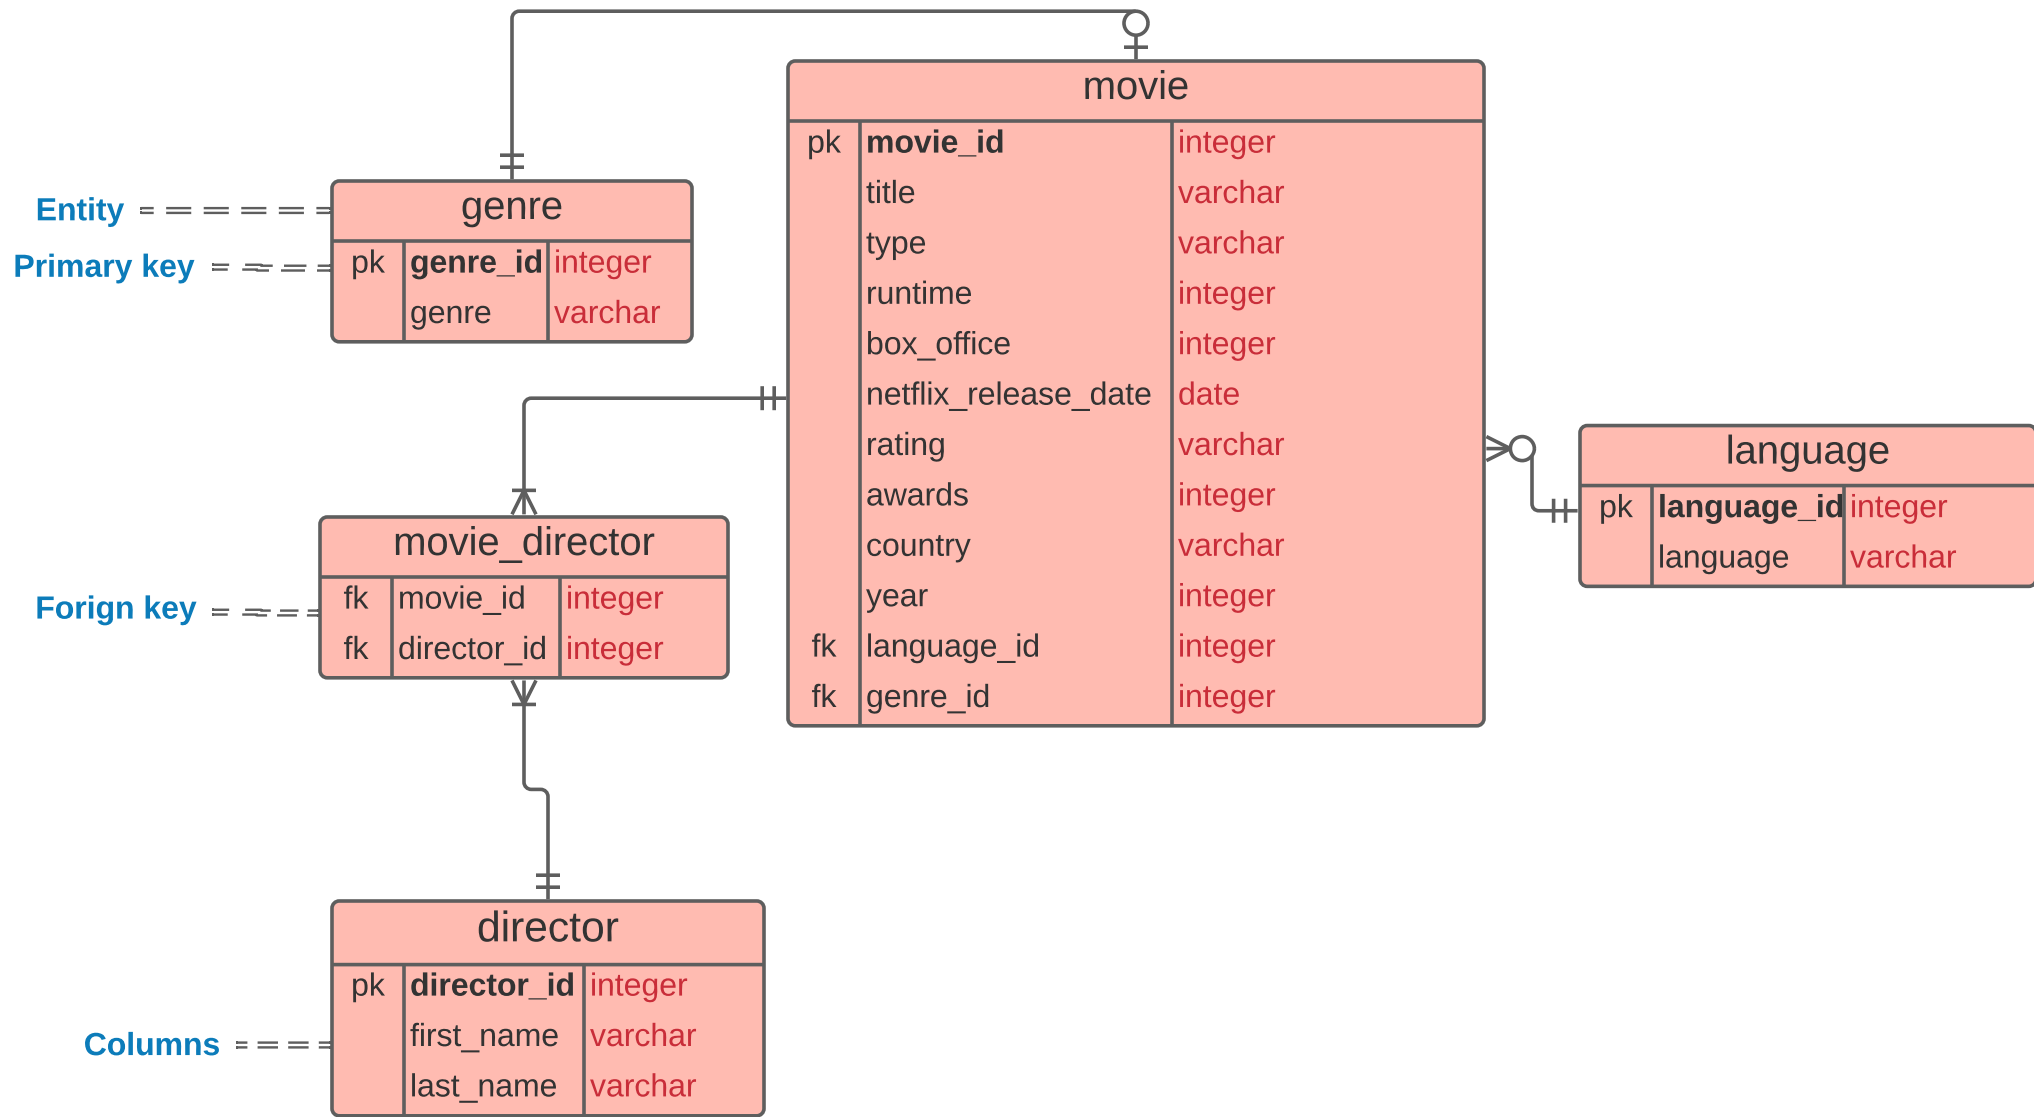 movie
pk movie_id integer
title varchar
type varchar
runtime integer
box_office integer
netflix_release_date date
rating varchar
awards integer
country varchar
year integer
fk language_id integer
fk genre_id integer
Entity
genre
Primary key
pk genre_id integer
genre varchar
language
pk language_id integer
language varchar
movie_director
Forign key
fk movie_id integer
fk director_id integer
director
pk director_id integer
Columns
first_name varchar
last_name varchar